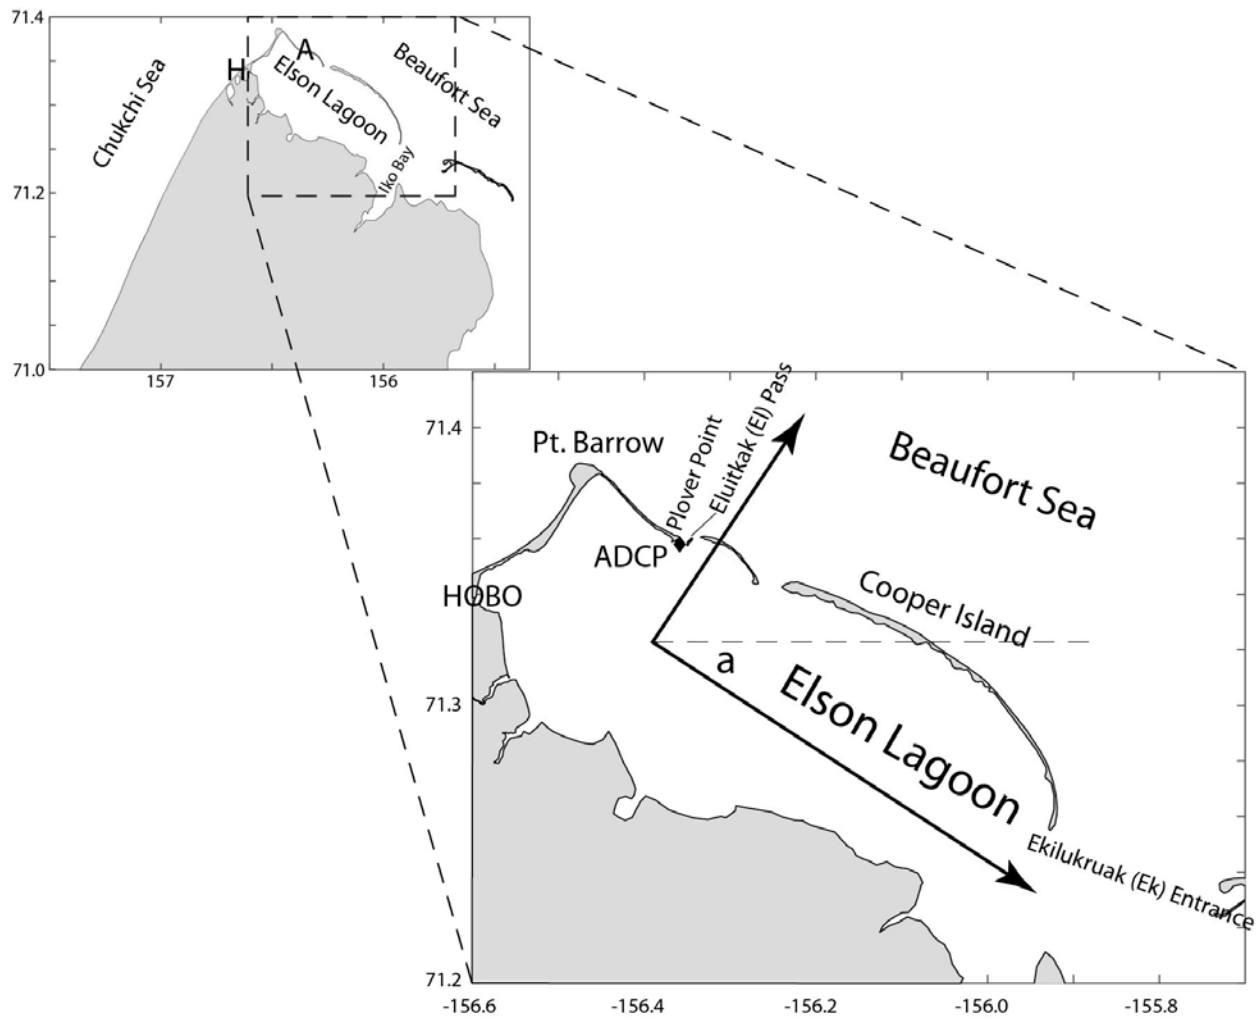 71.4
A
H
Beaufort Sea
Elson Lagoon
Chukchi Sea
Iko Bay
71.2
71.0
157
156
71.4
Pt. Barrow
Plover Point
Eluitkak (El) Pass
Beaufort Sea
ADCP
Cooper Island
HOBO
a
Elson Lagoon
71.3
Ekilukruak (Ek) Entrance
71.2
-156.6
-156.4
-156.2
-156.0
-155.8